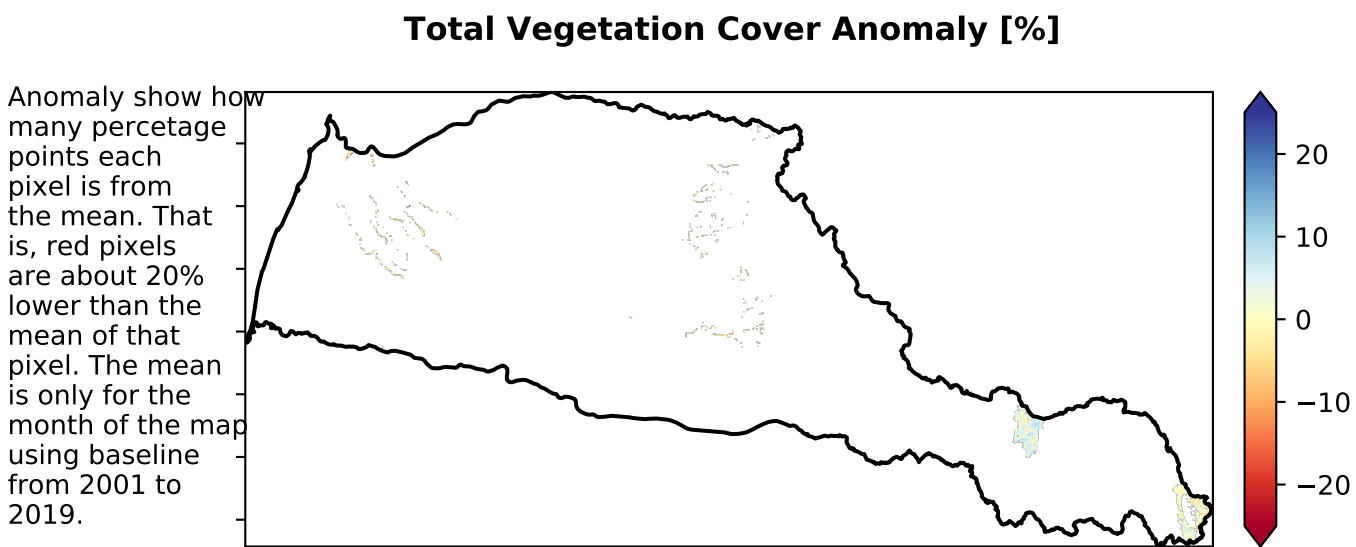 Total Vegetation Cover Anomaly [%]
Anomaly show how
many percetage
points each
pixel is from
the mean. That
is, red pixels
are about 20%
lower than the
mean of that
pixel. The mean
is only for the
month of the map
using baseline
from 2001 to
2019.
20
10
0
−10
−20